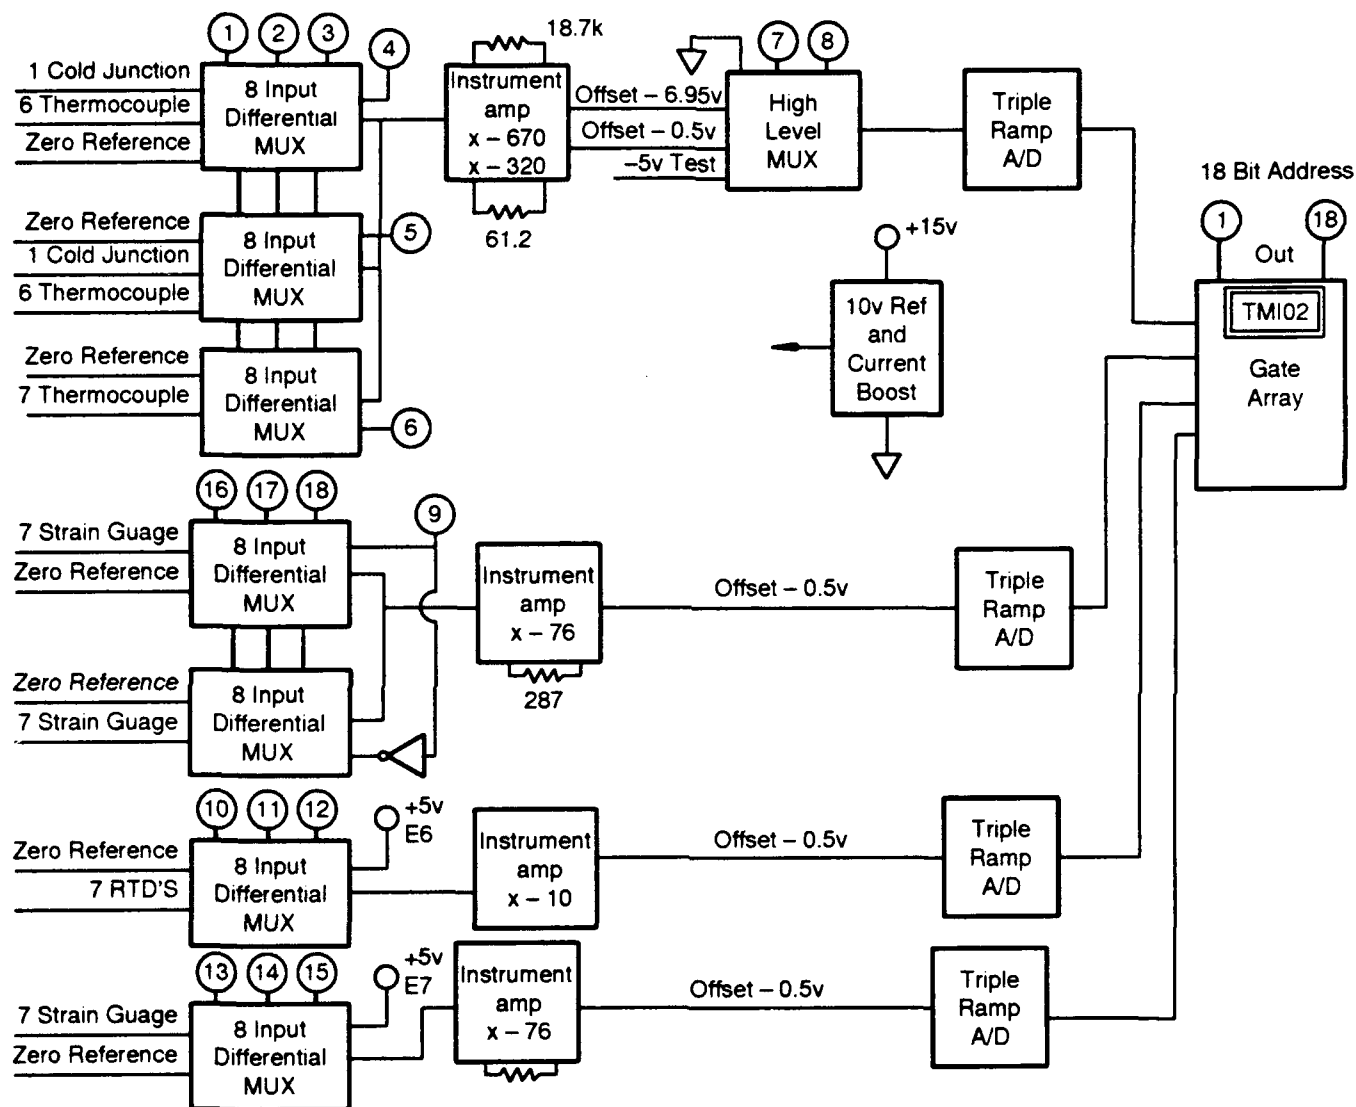 1 2 3 4
1 Cold Junction
6 Thermocouple
Zero Reference
8 Input
Differential
MUX
18.7k
Instrument
amp
x – 670
x – 320
61.2
Offset – 6.95v
Offset – 0.5v
–5v Test
7 8
High
Level
MUX
Triple
Ramp
A/D
Zero Reference
1 Cold Junction
6 Thermocouple
8 Input
Differential
MUX
5
Zero Reference
7 Thermocouple
8 Input
Differential
MUX
6
+15v
10v Ref
and
Current
Boost
18 Bit Address
1 18
Out
TMI02
Gate
Array
16 17 18
7 Strain Guage
Zero Reference
8 Input
Differential
MUX
9
Instrument
amp
x – 76
287
Offset – 0.5v
Triple
Ramp
A/D
Zero Reference
7 Strain Guage
8 Input
Differential
MUX
10 11 12
+5v
E6
Zero Reference
7 RTD'S
8 Input
Differential
MUX
Instrument
amp
x – 10
Offset – 0.5v
Triple
Ramp
A/D
13 14 15
+5v
E7
7 Strain Guage
Zero Reference
8 Input
Differential
MUX
Instrument
amp
x – 76
Offset – 0.5v
Triple
Ramp
A/D